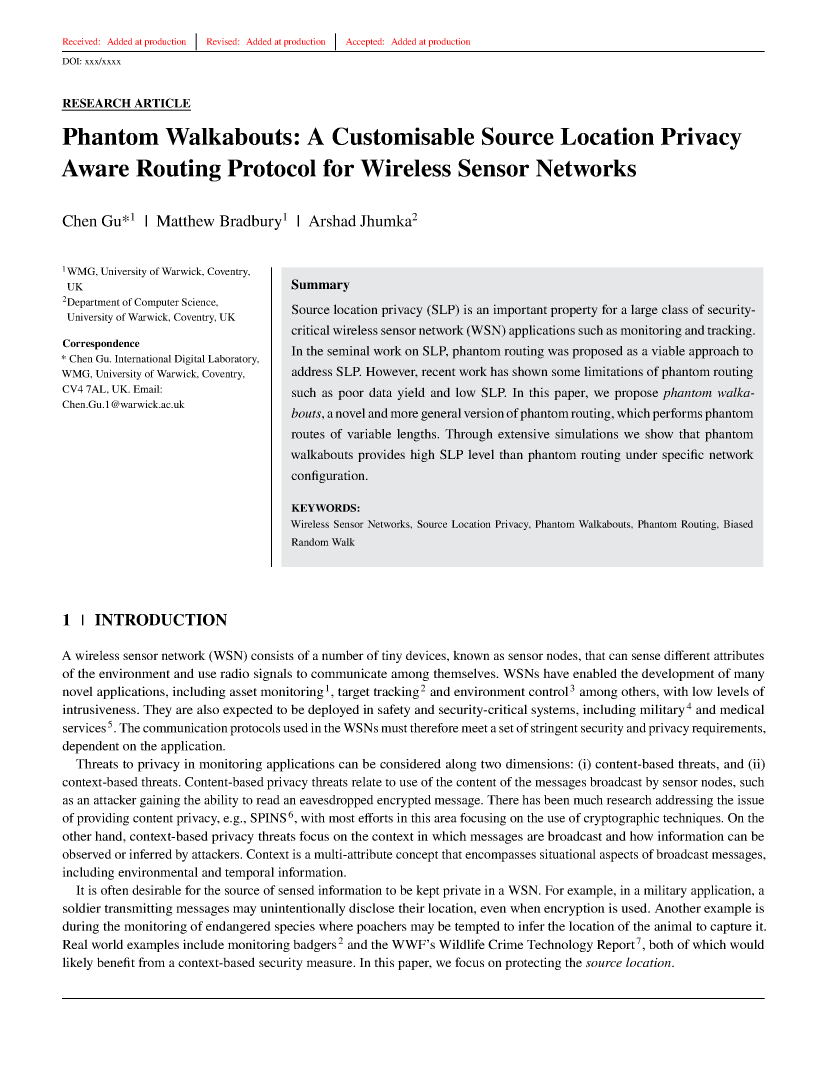 Received: Added at production | Revised: Added at production | Accepted: Added at production
DOI: xxx/xxxx
RESEARCH ARTICLE
Phantom Walkabouts: A Customisable Source Location Privacy
Aware Routing Protocol for Wireless Sensor Networks
Chen Gu*1 | Matthew Bradbury1 | Arshad Jhumka2
1WMG, University of Warwick, Coventry,
UK
2Department of Computer Science,
University of Warwick, Coventry, UK
Correspondence
* Chen Gu. International Digital Laboratory,
WMG, University of Warwick, Coventry,
CV4 7AL, UK. Email:
Chen.Gu.1@warwick.ac.uk
Summary
Source location privacy (SLP) is an important property for a large class of security-
critical wireless sensor network (WSN) applications such as monitoring and tracking.
In the seminal work on SLP, phantom routing was proposed as a viable approach to
address SLP. However, recent work has shown some limitations of phantom routing
such as poor data yield and low SLP. In this paper, we propose phantom walka-
bouts, a novel and more general version of phantom routing, which performs phantom
routes of variable lengths. Through extensive simulations we show that phantom
walkabouts provides high SLP level than phantom routing under specific network
configuration.
KEYWORDS:
Wireless Sensor Networks, Source Location Privacy, Phantom Walkabouts, Phantom Routing, Biased
Random Walk
1 | INTRODUCTION
A wireless sensor network (WSN) consists of a number of tiny devices, known as sensor nodes, that can sense different attributes
of the environment and use radio signals to communicate among themselves. WSNs have enabled the development of many
novel applications, including asset monitoring1, target tracking2 and environment control3 among others, with low levels of
intrusiveness. They are also expected to be deployed in safety and security-critical systems, including military4 and medical
services5. The communication protocols used in the WSNs must therefore meet a set of stringent security and privacy requirements,
dependent on the application.
Threats to privacy in monitoring applications can be considered along two dimensions: (i) content-based threats, and (ii)
context-based threats. Content-based privacy threats relate to use of the content of the messages broadcast by sensor nodes, such
as an attacker gaining the ability to read an eavesdropped encrypted message. There has been much research addressing the issue
of providing content privacy, e.g., SPINS6, with most efforts in this area focusing on the use of cryptographic techniques. On the
other hand, context-based privacy threats focus on the context in which messages are broadcast and how information can be
observed or inferred by attackers. Context is a multi-attribute concept that encompasses situational aspects of broadcast messages,
including environmental and temporal information.
It is often desirable for the source of sensed information to be kept private in a WSN. For example, in a military application, a
soldier transmitting messages may unintentionally disclose their location, even when encryption is used. Another example is
during the monitoring of endangered species where poachers may be tempted to infer the location of the animal to capture it.
Real world examples include monitoring badgers2 and the WWF's Wildlife Crime Technology Report7, both of which would
likely benefit from a context-based security measure. In this paper, we focus on protecting the source location.